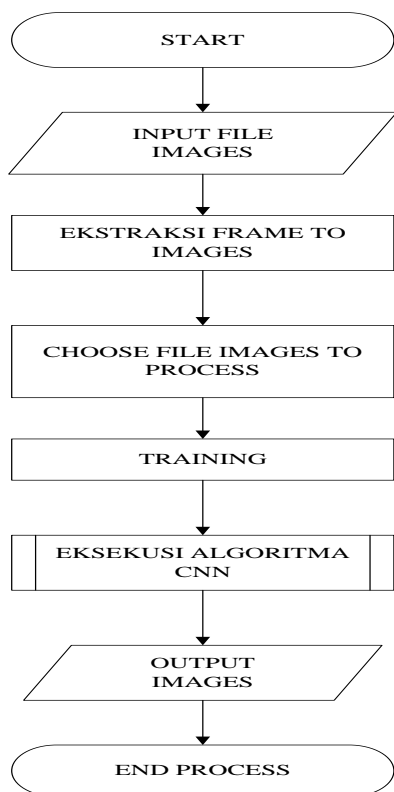 START
INPUT FILE
IMAGES
EKSTRAKSI FRAME TO
IMAGES
CHOOSE FILE IMAGES TO
PROCESS
TRAINING
EKSEKUSI ALGORITMA
CNN
OUTPUT
IMAGES
END PROCESS